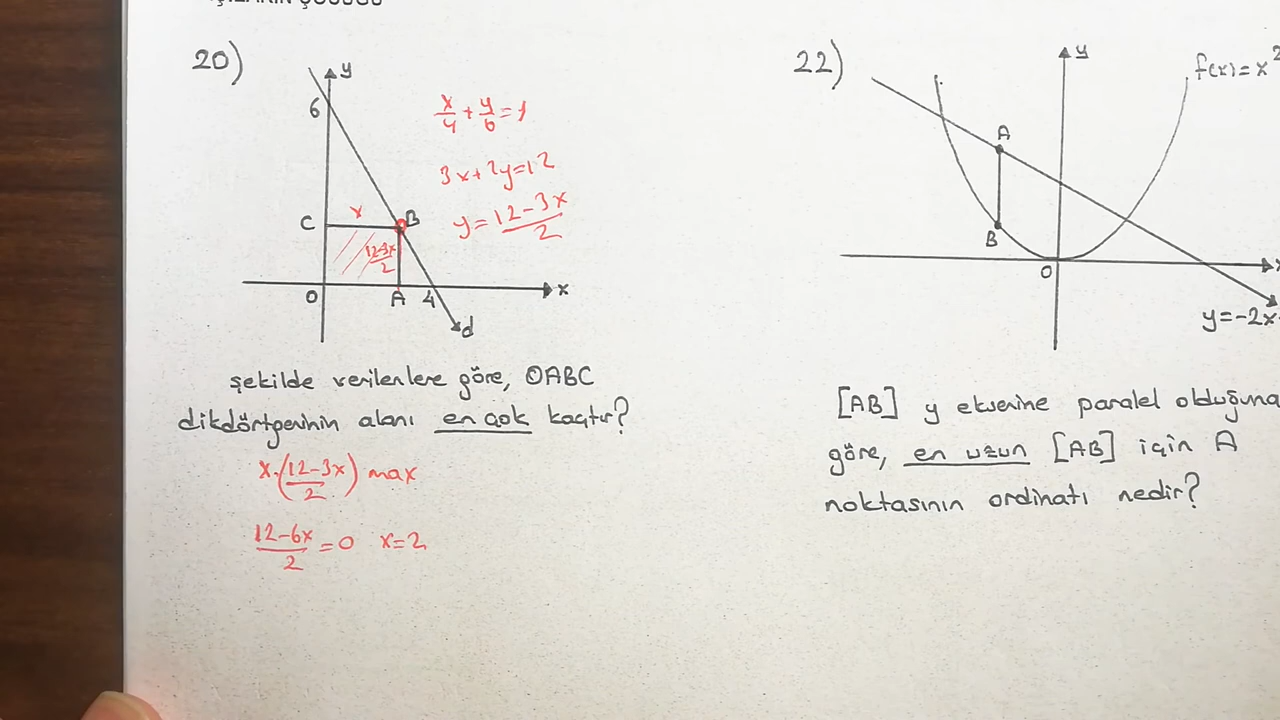 20)
y
6
x/4 + y/6 = 1
3x+2y=12
y = 12-3x/2
C
x
B
12-3x/2
O
A
4
x
d
şekilde verilenlere göre, OABC
dikdörtgeninin alanı en çok kaçtır?
x.(12-3x/2) max
12-6x/2 = 0 x=2
22)
y
f(x)=x²
A
B
O
y=-2x
[AB] y eksenine paralel olduğuna
göre, en uzun [AB] için A
noktasının ordinatı nedir?